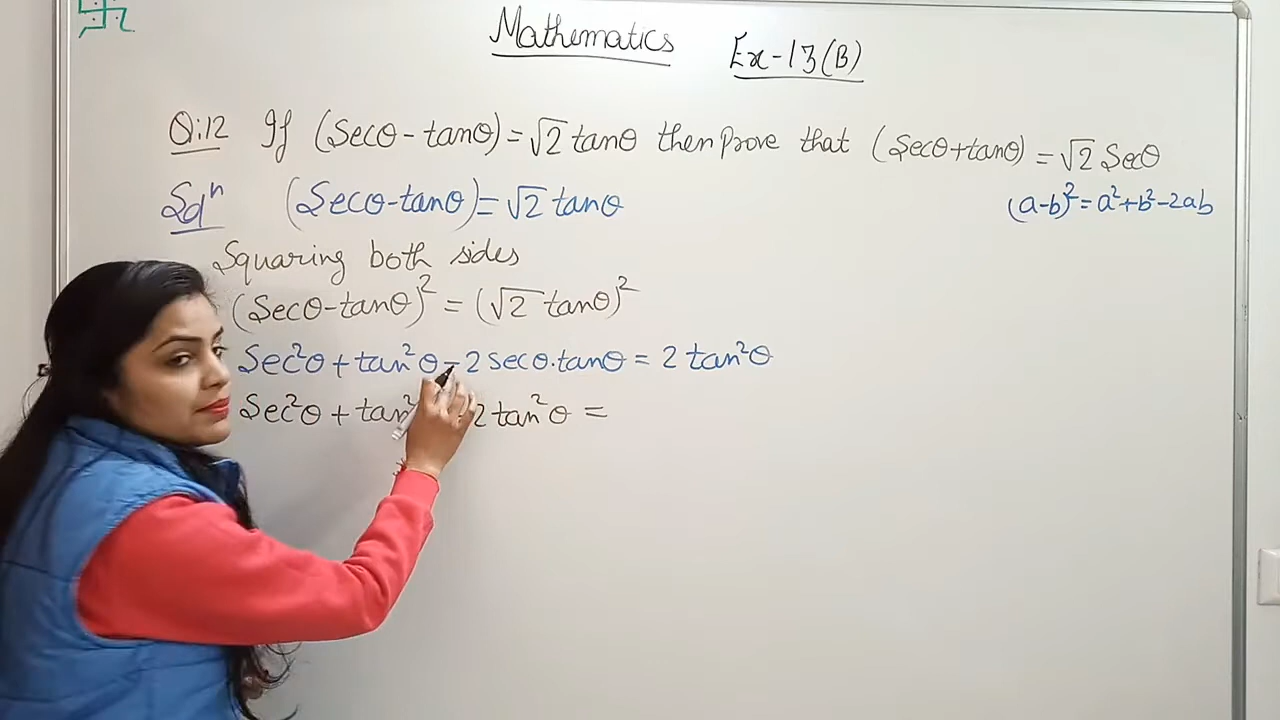 Mathematics Ex-13(B)
Q:12 If (Secθ - tanθ) = √2 tanθ then prove that (Secθ + tanθ) = √2 Secθ
Solⁿ (Secθ - tanθ) = √2 tanθ
(a-b)² = a² + b² - 2ab
Squaring both sides
(Secθ - tanθ)² = (√2 tanθ)²
Sec²θ + tan²θ - 2 Secθ.tanθ = 2 tan²θ
Sec²θ + tan² 2 tan²θ =